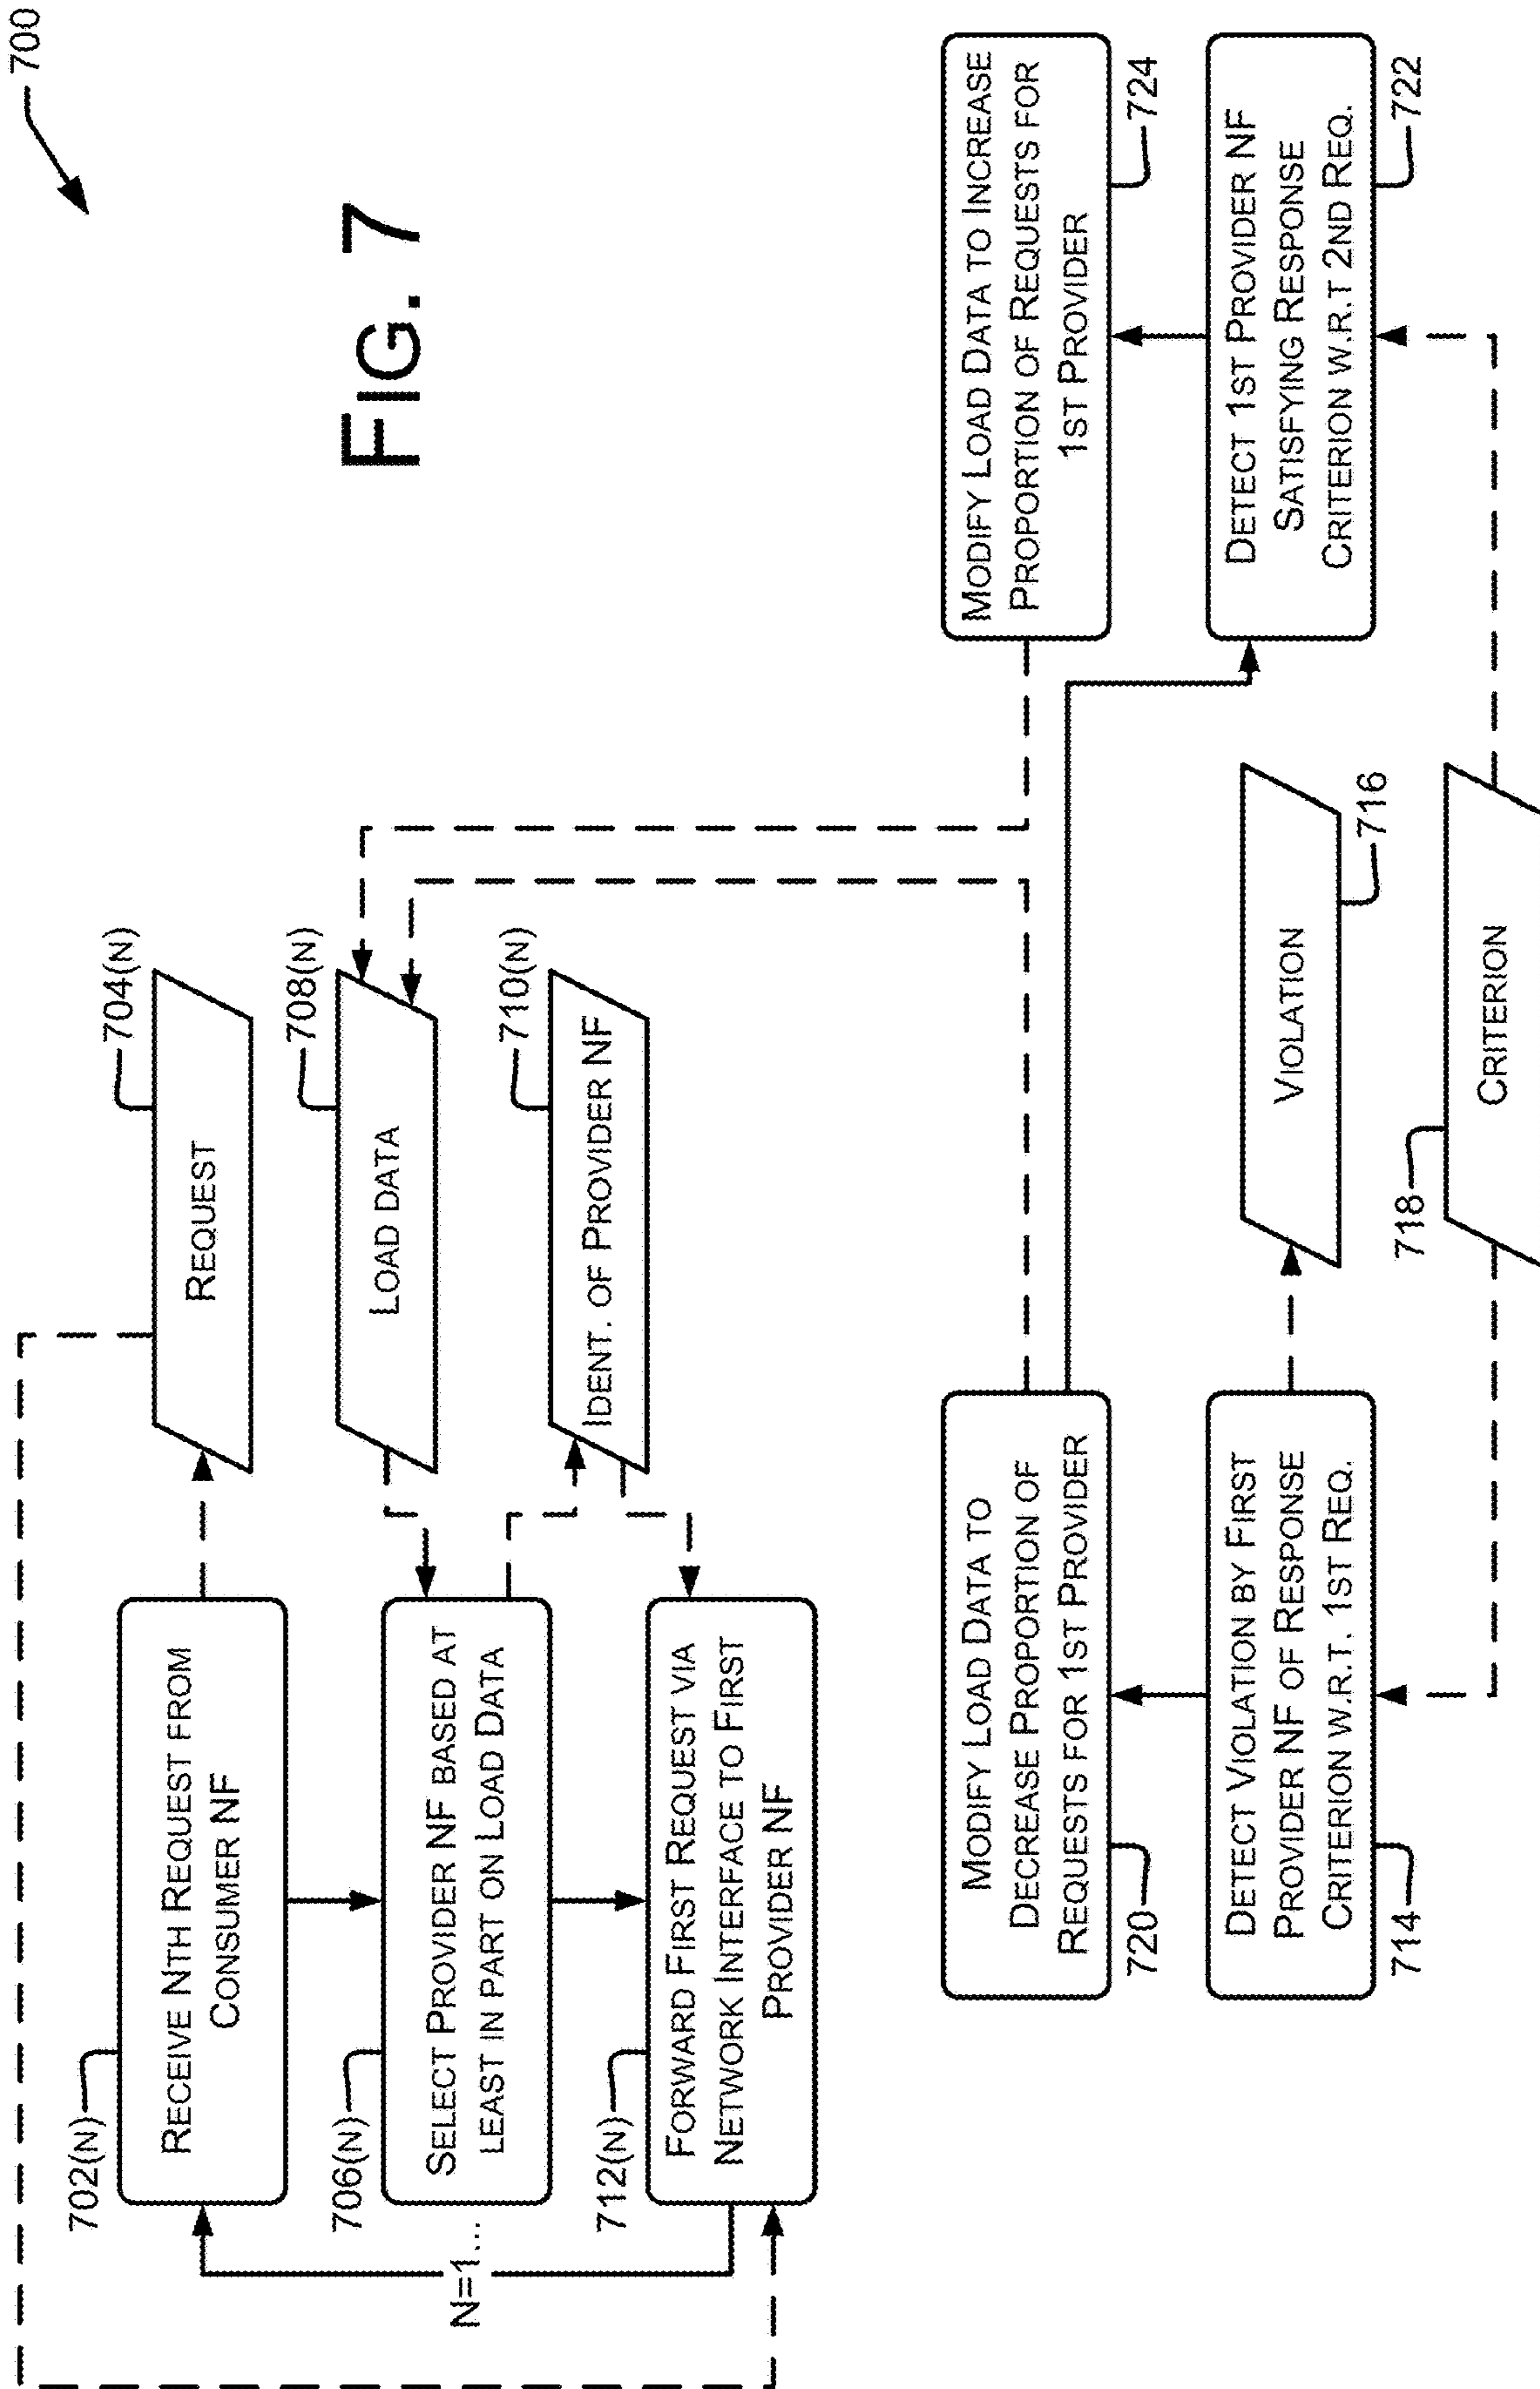 700
702(N)
RECEIVE NTH REQUEST FROM
CONSUMER NF
704(N)
REQUEST
706(N)
SELECT PROVIDER NF BASED AT
LEAST IN PART ON LOAD DATA
708(N)
LOAD DATA
710(N)
IDENT. OF PROVIDER NF
N=1...
712(N)
FORWARD FIRST REQUEST VIA
NETWORK INTERFACE TO FIRST
PROVIDER NF
FIG. 7
MODIFY LOAD DATA TO
DECREASE PROPORTION OF
REQUESTS FOR 1ST PROVIDER
720
MODIFY LOAD DATA TO INCREASE
PROPORTION OF REQUESTS FOR
1ST PROVIDER
724
DETECT VIOLATION BY FIRST
PROVIDER NF OF RESPONSE
CRITERION W.R.T. 1ST REQ.
714
VIOLATION
716
DETECT 1ST PROVIDER NF
SATISFYING RESPONSE
CRITERION W.R.T 2ND REQ.
722
718
CRITERION